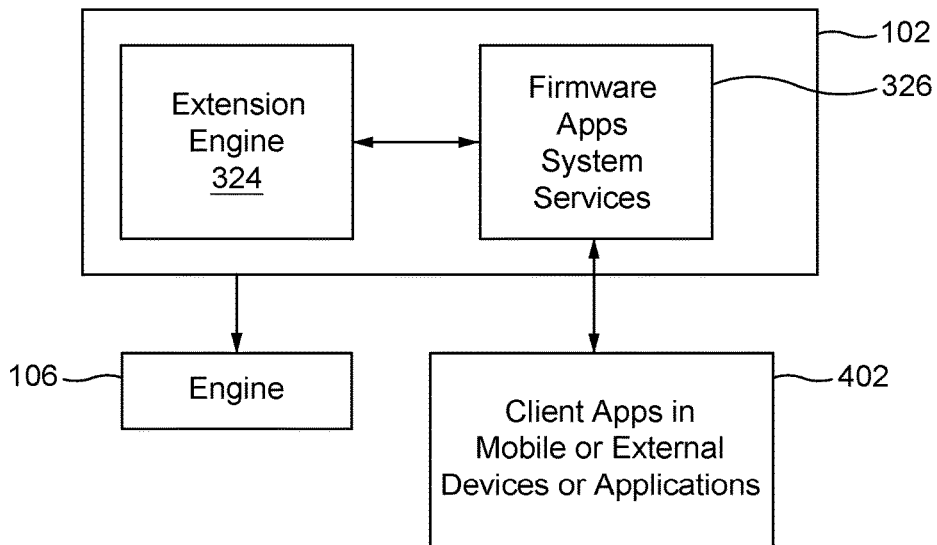 102
Extension
Engine
324
Firmware
Apps
System
Services
326
106
Engine
Client Apps in
Mobile or External
Devices or Applications
402